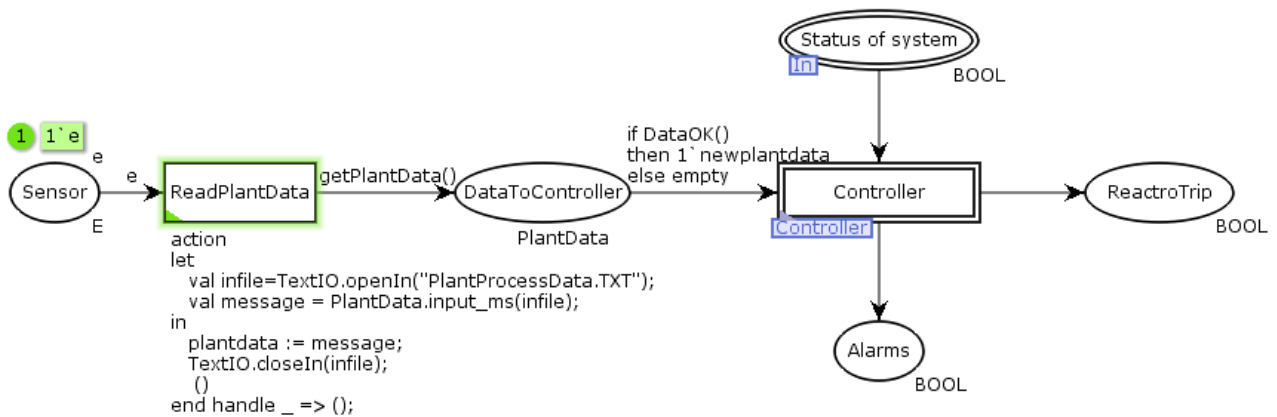 Status of system
In
BOOL
1
1`e
e
Sensor
e
E
ReadPlantData
getPlantData()
DataToController
PlantData
if DataOK()
then 1`newplantdata
else empty
Controller
Controller
ReactroTrip
BOOL
action
let
val infile=TextIO.openIn("PlantProcessData.TXT");
val message = PlantData.input_ms(infile);
in
plantdata := message;
TextIO.closeIn(infile);
()
end handle _ => ();
Alarms
BOOL